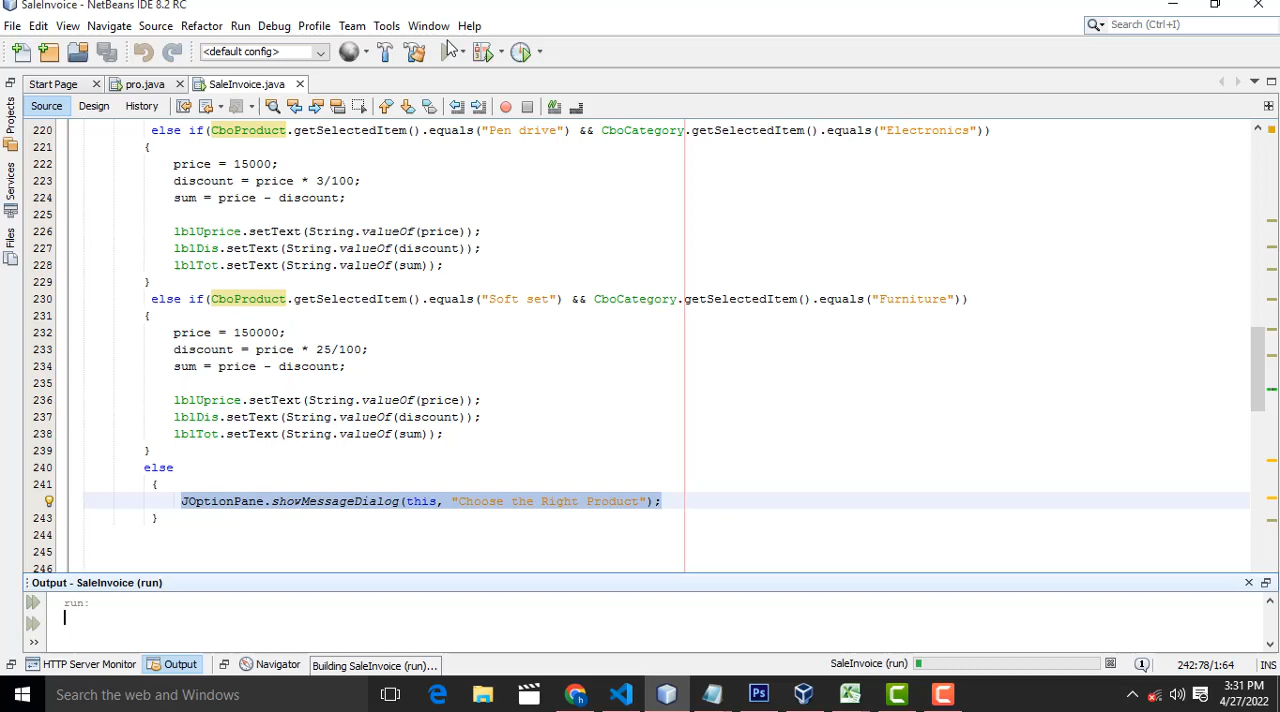 SaleInvoice - NetBeans IDE 8.2 RC
File Edit View Navigate Source Refactor Run Debug Profile Team Tools Window Help
Search (Ctrl+I)
<default config>
Start Page pro.java SaleInvoice.java
Source Design History
Projects
Services
Files
220 else if(CboProduct.getSelectedItem().equals("Pen drive") && CboCategory.getSelectedItem().equals("Electronics"))
221 {
222 price = 15000;
223 discount = price * 3/100;
224 sum = price - discount;
225
226 lblUprice.setText(String.valueOf(price));
227 lblDis.setText(String.valueOf(discount));
228 lblTot.setText(String.valueOf(sum));
229 }
230 else if(CboProduct.getSelectedItem().equals("Soft set") && CboCategory.getSelectedItem().equals("Furniture"))
231 {
232 price = 150000;
233 discount = price * 25/100;
234 sum = price - discount;
235
236 lblUprice.setText(String.valueOf(price));
237 lblDis.setText(String.valueOf(discount));
238 lblTot.setText(String.valueOf(sum));
239 }
240 else
241 {
JOptionPane.showMessageDialog(this, "Choose the Right Product");
243 }
244
245
246
Output - SaleInvoice (run)
run:
HTTP Server Monitor Output Navigator Building SaleInvoice (run)... SaleInvoice (run) 1 242:78/1:64 INS
Search the web and Windows
3:31 PM
4/27/2022